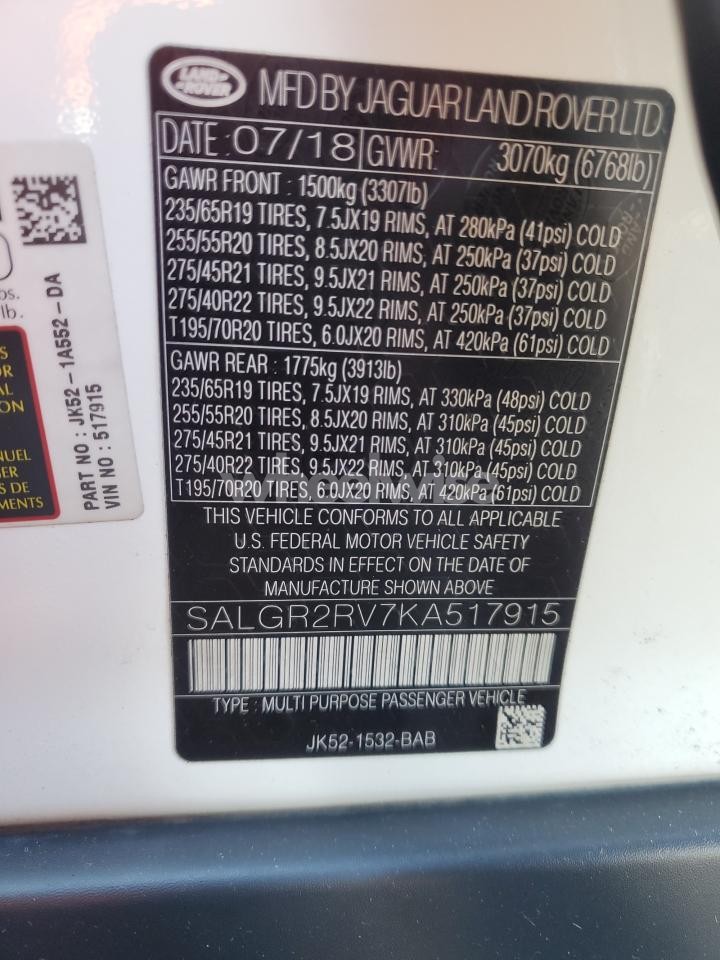 LAND-
-ROVER
MFD BY JAGUAR LAND ROVER LTD
DATE: 07/18 GVWR: 3070kg (6768lb)
GAWR FRONT : 1500kg (3307lb)
235/65R19 TIRES, 7.5JX19 RIMS, AT 280kPa (41psi) COLD
255/55R20 TIRES, 8.5JX20 RIMS, AT 250kPa (37psi) COLD
275/45R21 TIRES, 9.5JX21 RIMS, AT 250kPa (37psi) COLD
275/40R22 TIRES, 9.5JX22 RIMS, AT 250kPa (37psi) COLD
T195/70R20 TIRES, 6.0JX20 RIMS, AT 420kPa (61psi) COLD
GAWR REAR : 1775kg (3913lb)
235/65R19 TIRES, 7.5JX19 RIMS, AT 330kPa (48psi) COLD
255/55R20 TIRES, 8.5JX20 RIMS, AT 310kPa (45psi) COLD
275/45R21 TIRES, 9.5JX21 RIMS, AT 310kPa (45psi) COLD
275/40R22 TIRES, 9.5JX22 RIMS, AT 310kPa (45psi) COLD
T195/70R20 TIRES, 6.0JX20 RIMS, AT 420kPa (61psi) COLD
THIS VEHICLE CONFORMS TO ALL APPLICABLE
U.S. FEDERAL MOTOR VEHICLE SAFETY
STANDARDS IN EFFECT ON THE DATE OF
MANUFACTURE SHOWN ABOVE
SALGR2RV7KA517915
TYPE : MULTI PURPOSE PASSENGER VEHICLE
JK52-1532-BAB
PART NO : JK52-1A552-DA
VIN NO : 517915
bs.
lb.
S
AL
ION
NUEL
GER
S DE
MENTS